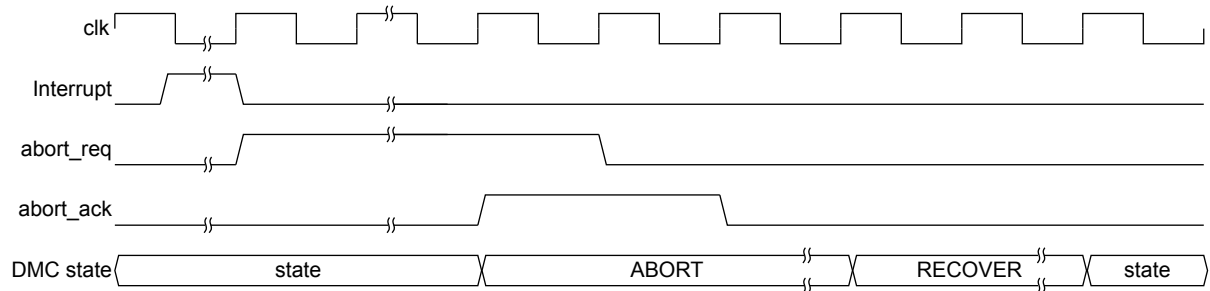 clk
Interrupt
abort_req
abort_ack
DMC state state ABORT RECOVER state